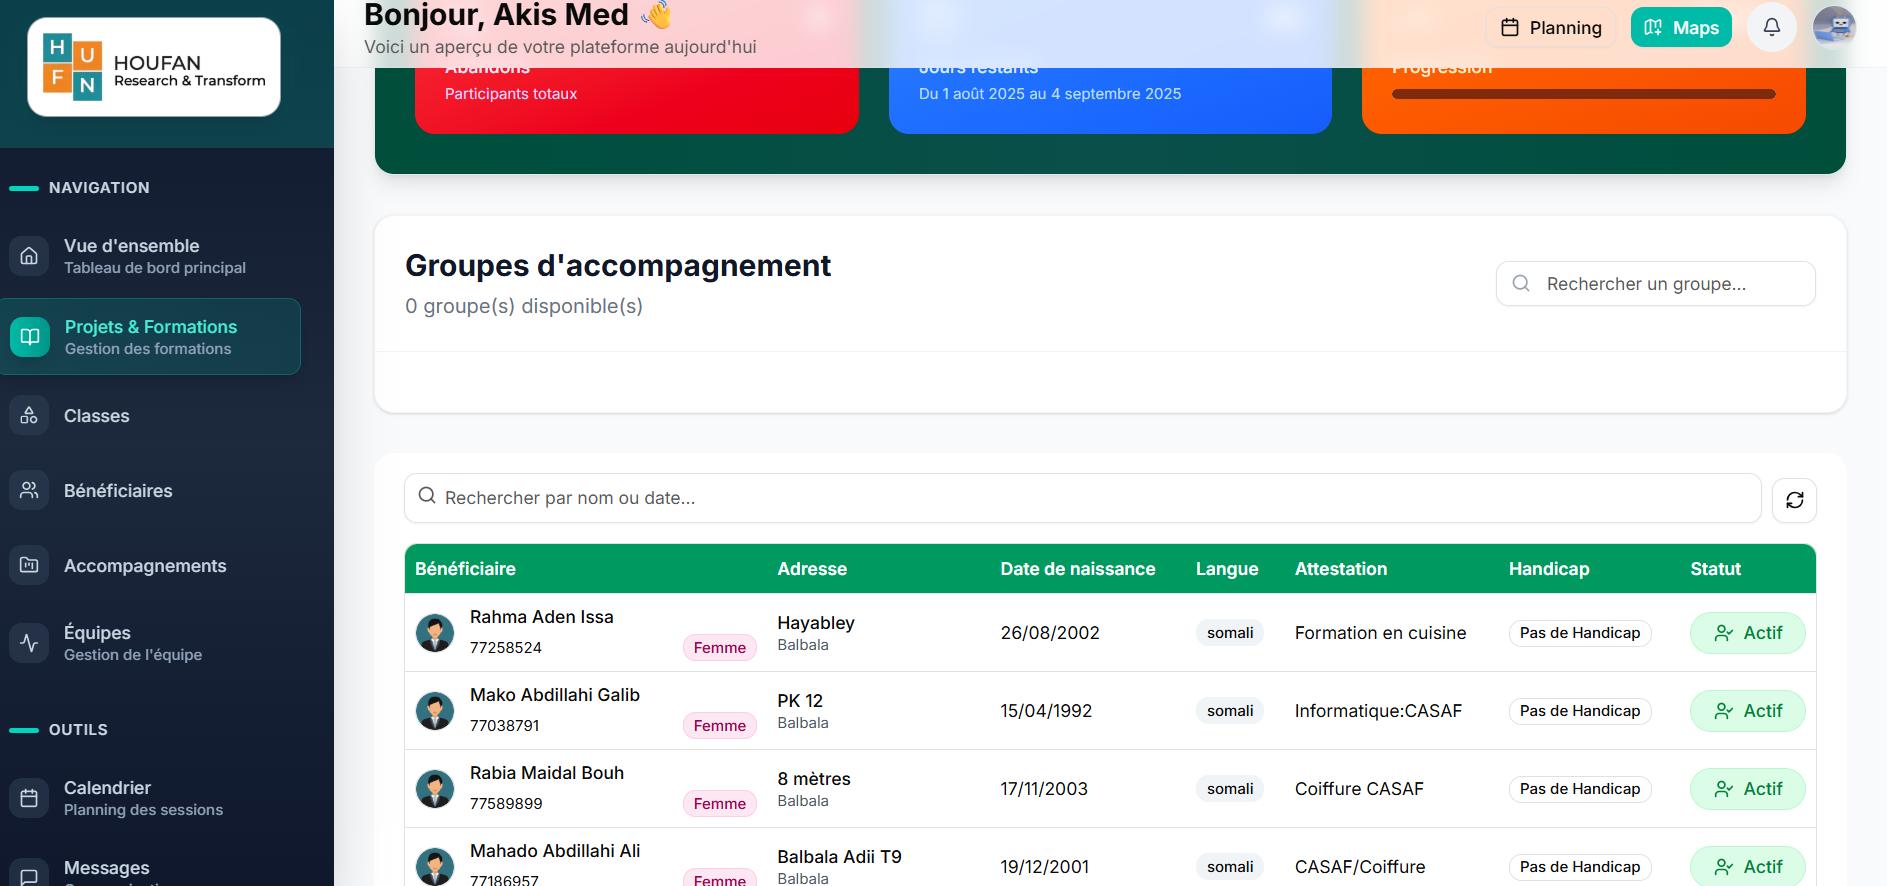 H U
F N
HOUFAN
Research & Transform
NAVIGATION
Vue d'ensemble
Tableau de bord principal
Projets & Formations
Gestion des formations
Classes
Bénéficiaires
Accompagnements
Équipes
Gestion de l'équipe
OUTILS
Calendrier
Planning des sessions
Messages
Bonjour, Akis Med 👋
Voici un aperçu de votre plateforme aujourd'hui
Planning
Maps
Abandons
Participants totaux
Jours restants
Du 1 août 2025 au 4 septembre 2025
Progression
Groupes d'accompagnement
0 groupe(s) disponible(s)
Rechercher un groupe...
Rechercher par nom ou date...
Bénéficiaire Adresse Date de naissance Langue Attestation Handicap Statut
Rahma Aden Issa
77258524
Femme
Hayabley
Balbala
26/08/2002
somali
Formation en cuisine
Pas de Handicap
Actif
Mako Abdillahi Galib
77038791
Femme
PK 12
Balbala
15/04/1992
somali
Informatique:CASAF
Pas de Handicap
Actif
Rabia Maidal Bouh
77589899
Femme
8 mètres
Balbala
17/11/2003
somali
Coiffure CASAF
Pas de Handicap
Actif
Mahado Abdillahi Ali
77186957
Femme
Balbala Adii T9
Balbala
19/12/2001
somali
CASAF/Coiffure
Pas de Handicap
Actif